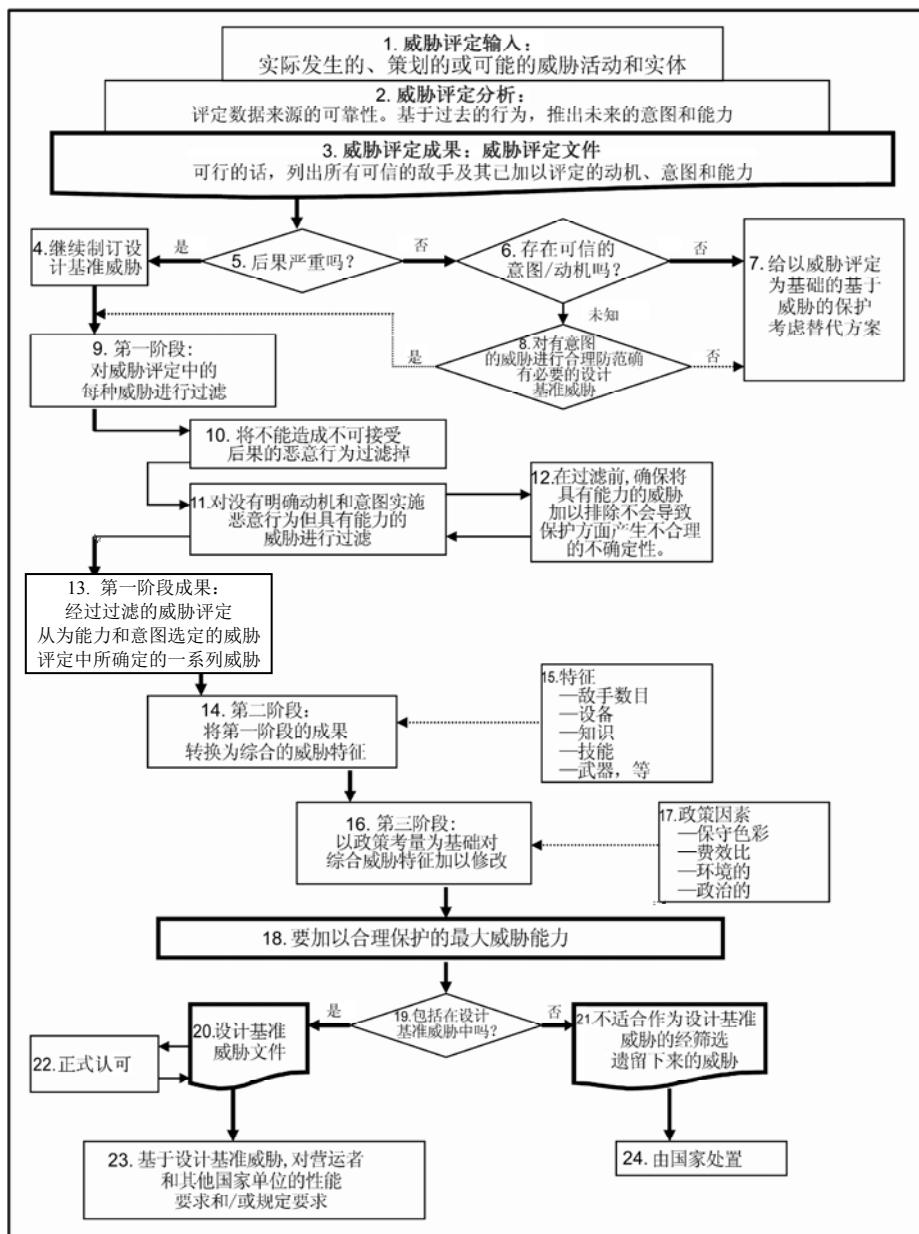 1. 威胁评定输入：
实际发生的、策划的或可能的威胁活动和实体
2. 威胁评定分析：
评定数据来源的可靠性。基于过去的行为，推出未来的意图和能力
3. 威胁评定成果：威胁评定文件
可行的话，列出所有可信的敌手及其已加以评定的动机、意图和能力
4.继续制订设
计基准威胁
是
5. 后果严重吗？
否
6.存在可信的
意图/动机吗？
否
7. 给以威胁评定
为基础的基于
威胁的保护
考虑替代方案
未知
8.对有意图
的威胁进行合理防范确
有必要的设计
基准威胁
是
否
9. 第一阶段:
对威胁评定中的
每种威胁进行过滤
10. 将不能造成不可接受
后果的恶意行为过滤掉
11.对没有明确动机和意图实施
恶意行为但具有能力的
威胁进行过滤
12.在过滤前,确保将
具有能力的威胁
加以排除不会导致
保护方面产生不合理
的不确定性。
13. 第一阶段成果：
经过过滤的威胁评定
从为能力和意图选定的威胁
评定中所确定的一系列威胁
14. 第二阶段：
将第一阶段的成果
转换为综合的威胁特征
15.特征
—敌手数目
—设备
—知识
—技能
—武器，等
16. 第三阶段:
以政策考量为基础对
综合威胁特征加以修改
17.政策因素
—保守色彩
—费效比
—环境的
—政治的
18.要加以合理保护的最大威胁能力
19.包括在设计
基准威胁中吗？
是
否
20.设计基准
威胁文件
21.不适合作为设计基准
威胁的经筛选
遗留下来的威胁
22.正式认可
23. 基于设计基准威胁,对营运者
和其他国家单位的性能
要求和/或规定要求
24. 由国家处置